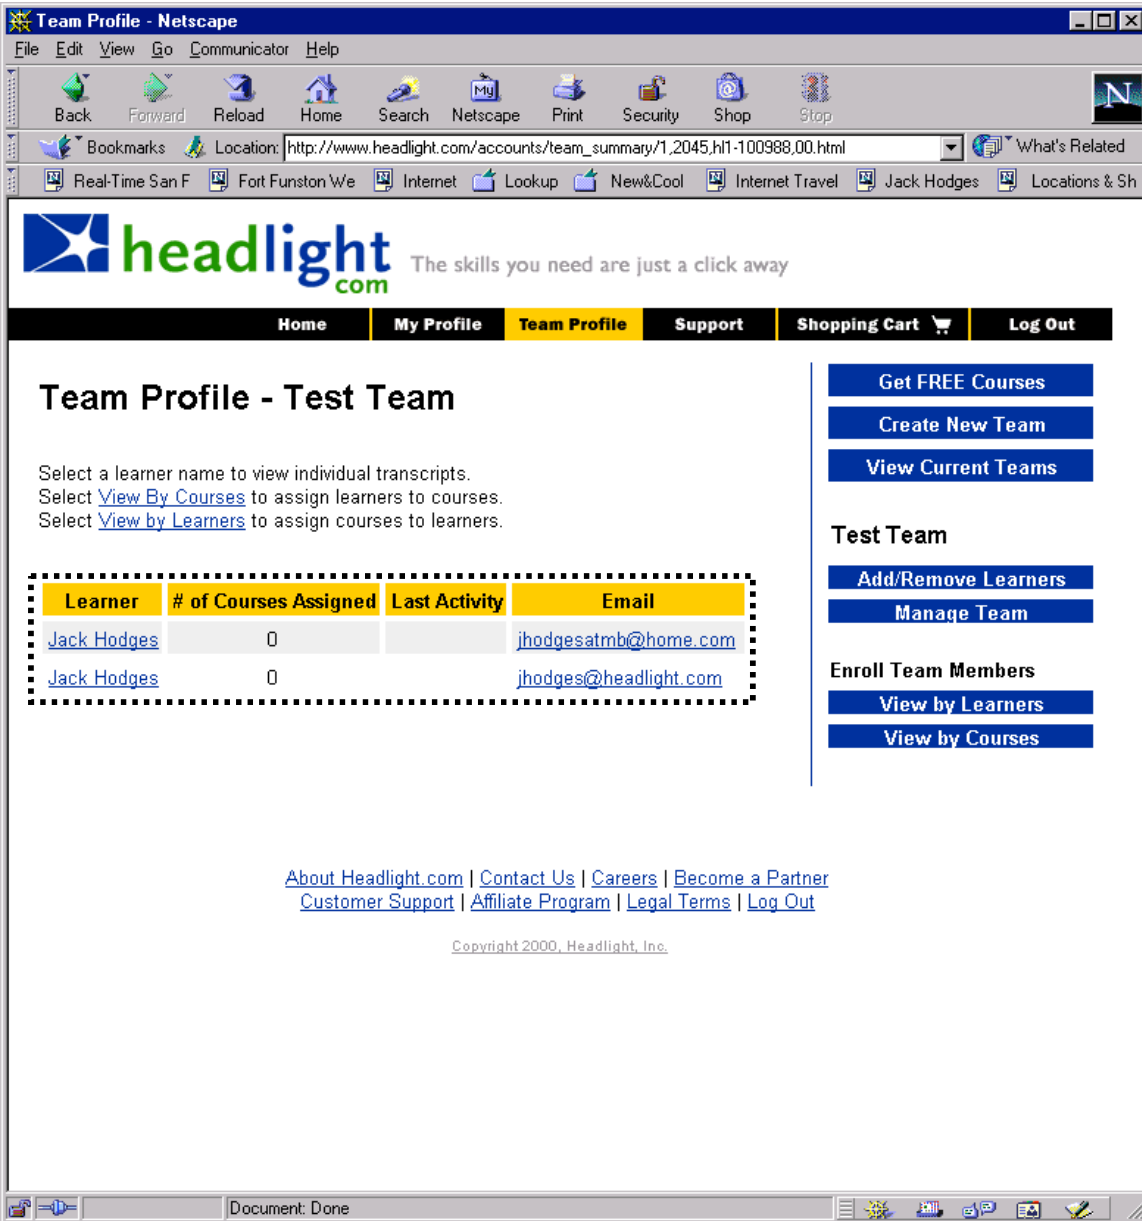 Team Profile - Netscape
File Edit View Go Communicator Help
My
Back Forward Reload Home Search Netscape Print Security Shop Stop
N
Bookmarks Location: http://www.headlight.com/accounts/team_summary/1,2045,hl1-100988,00.html What's Related
Real-Time San F Fort Funston We Internet Lookup New&Cool Internet Travel Jack Hodges Locations & Sh
headlight
com
The skills you need are just a click away
Home My Profile Team Profile Support Shopping Cart Log Out
Team Profile - Test Team
Select a learner name to view individual transcripts.
Select View By Courses to assign learners to courses.
Select View by Learners to assign courses to learners.
Learner # of Courses Assigned Last Activity Email
Jack Hodges 0 jhodgesatmb@home.com
Jack Hodges 0 jhodges@headlight.com
Get FREE Courses
Create New Team
View Current Teams
Test Team
Add/Remove Learners
Manage Team
Enroll Team Members
View by Learners
View by Courses
About Headlight.com | Contact Us | Careers | Become a Partner
Customer Support | Affiliate Program | Legal Terms | Log Out
Copyright 2000, Headlight, Inc.
Document: Done